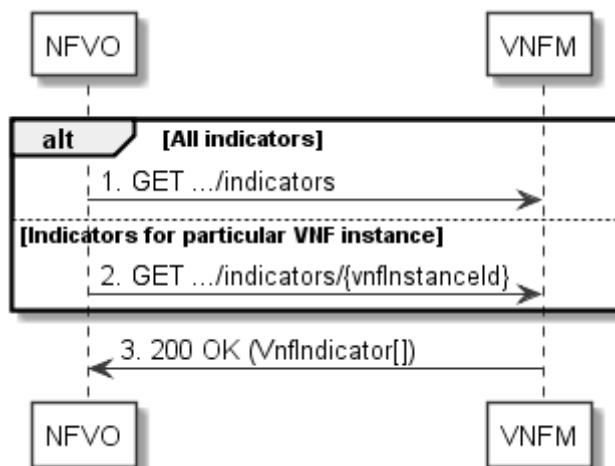 NFVO VNFM
alt [All indicators]
1. GET .../indicators
[Indicators for particular VNF instance]
2. GET .../indicators/{vnfInstanceId}
3. 200 OK (VnfIndicator[])
NFVO VNFM